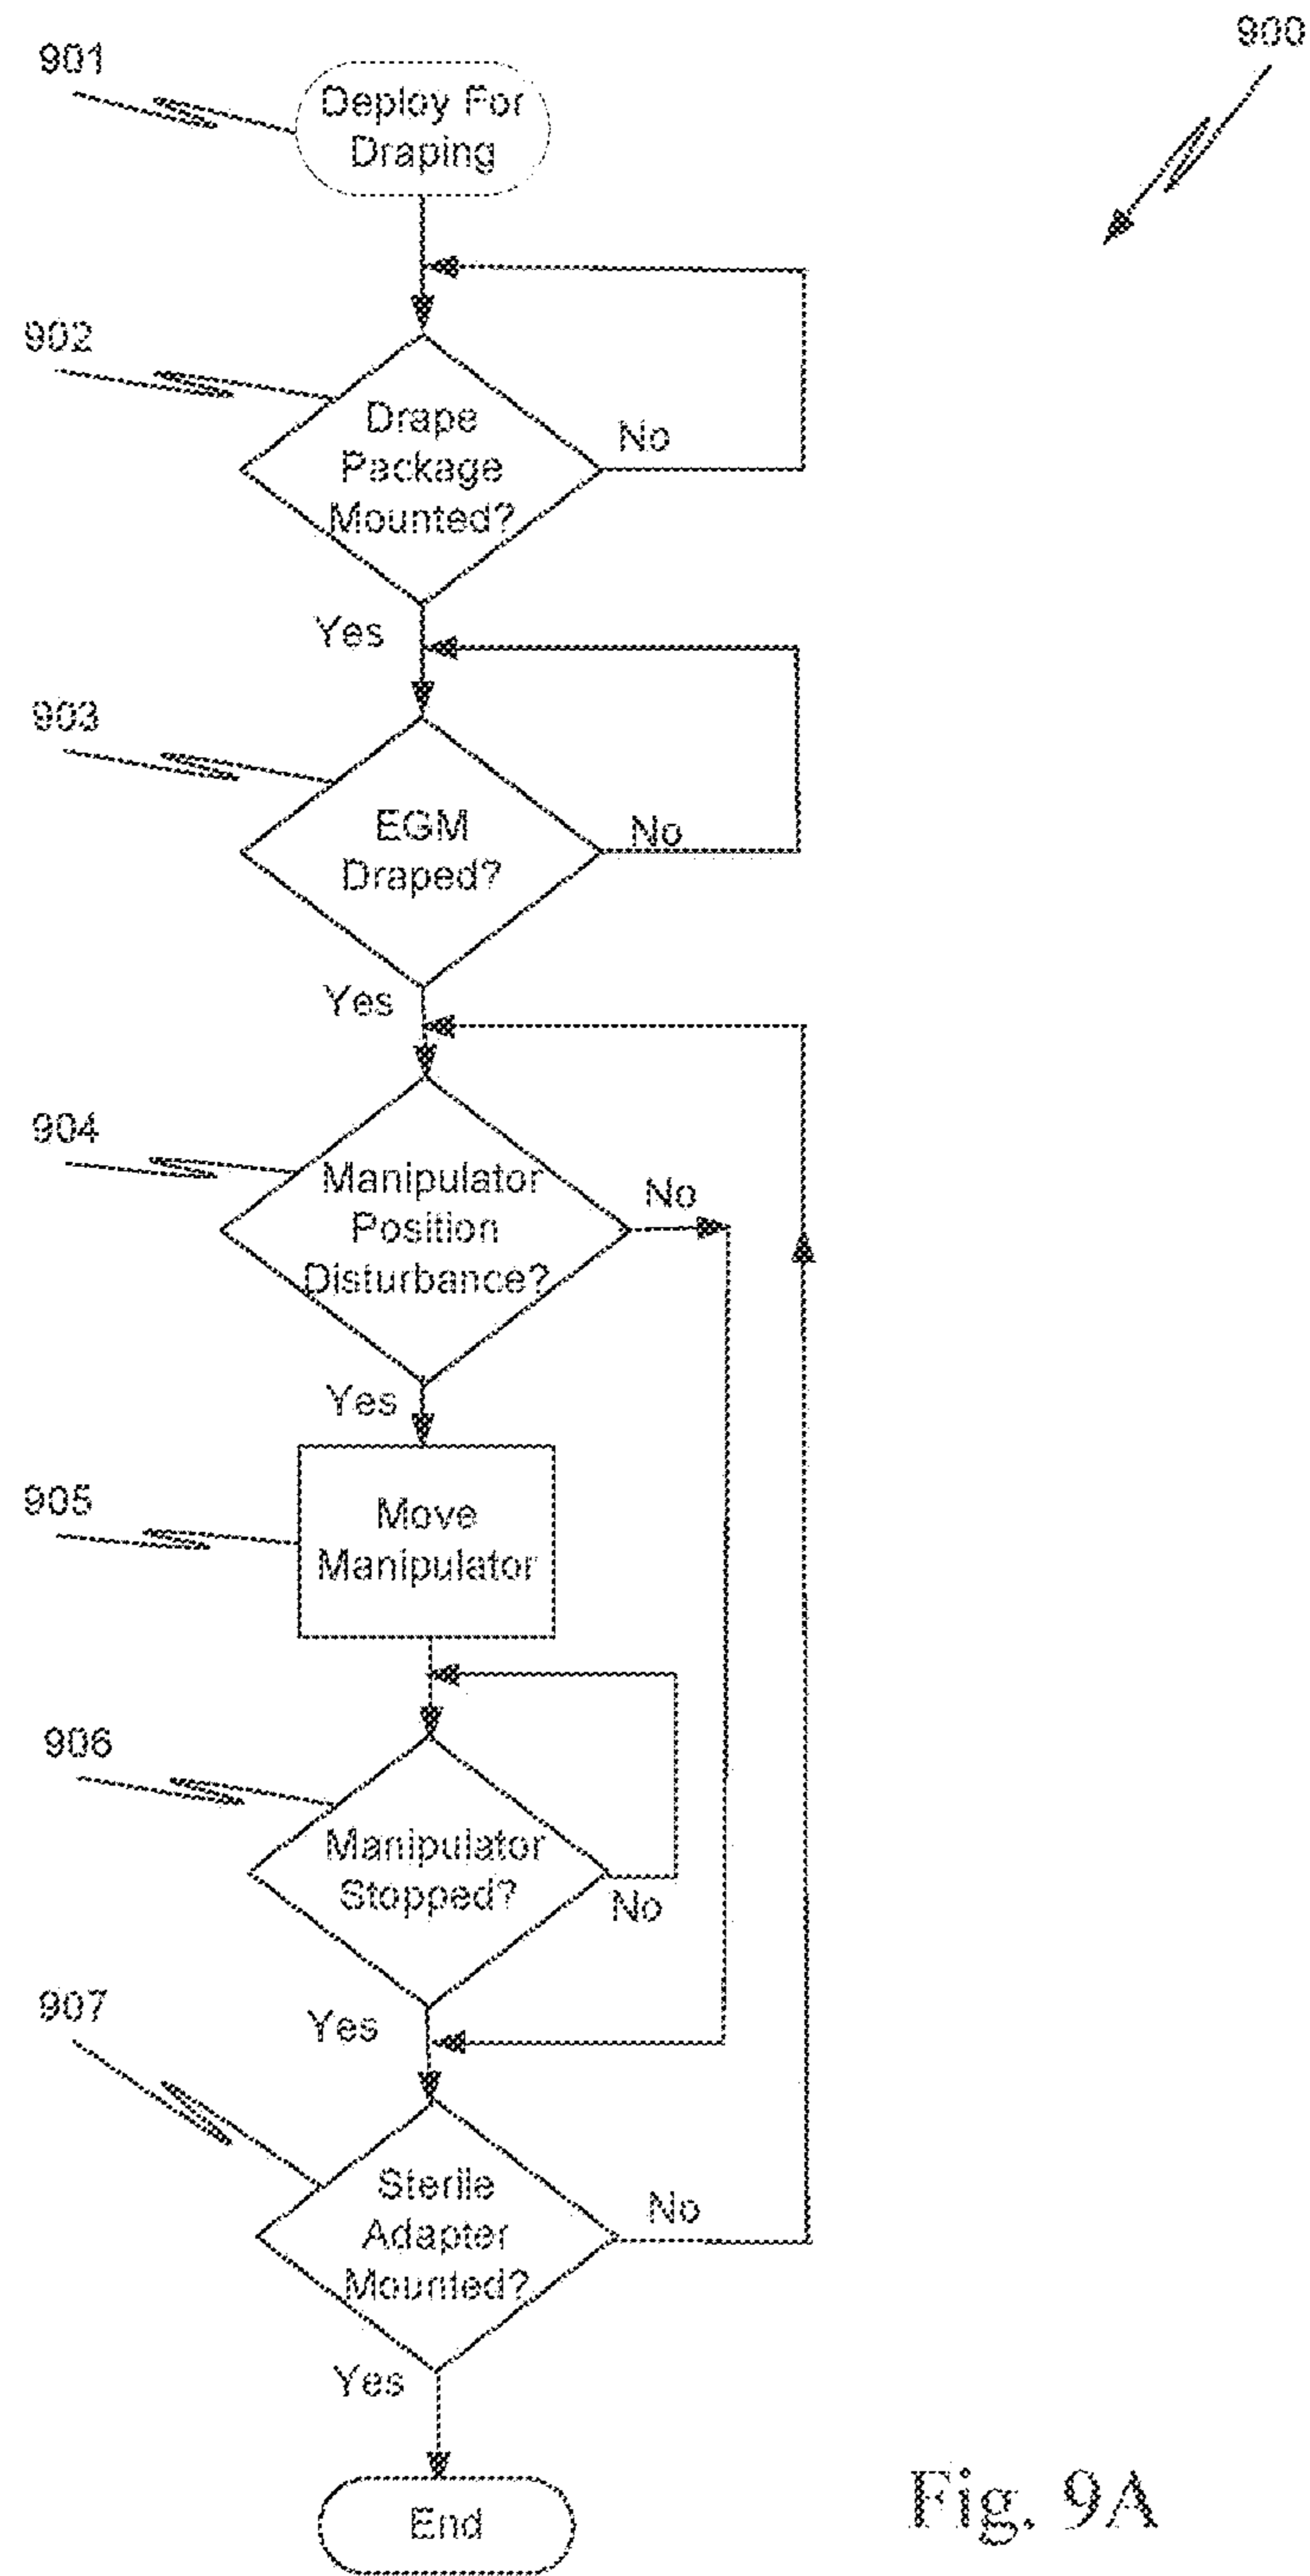 900
901
Deploy For
Draping
902
Drape
Package
Mounted?
No
Yes
903
EGM
Draped?
No
Yes
904
Manipulator
Position
Disturbance?
No
Yes
905
Move
Manipulator
906
Manipulator
Stopped?
No
Yes
907
Sterile
Adapter
Mounted?
No
Yes
End
Fig. 9A